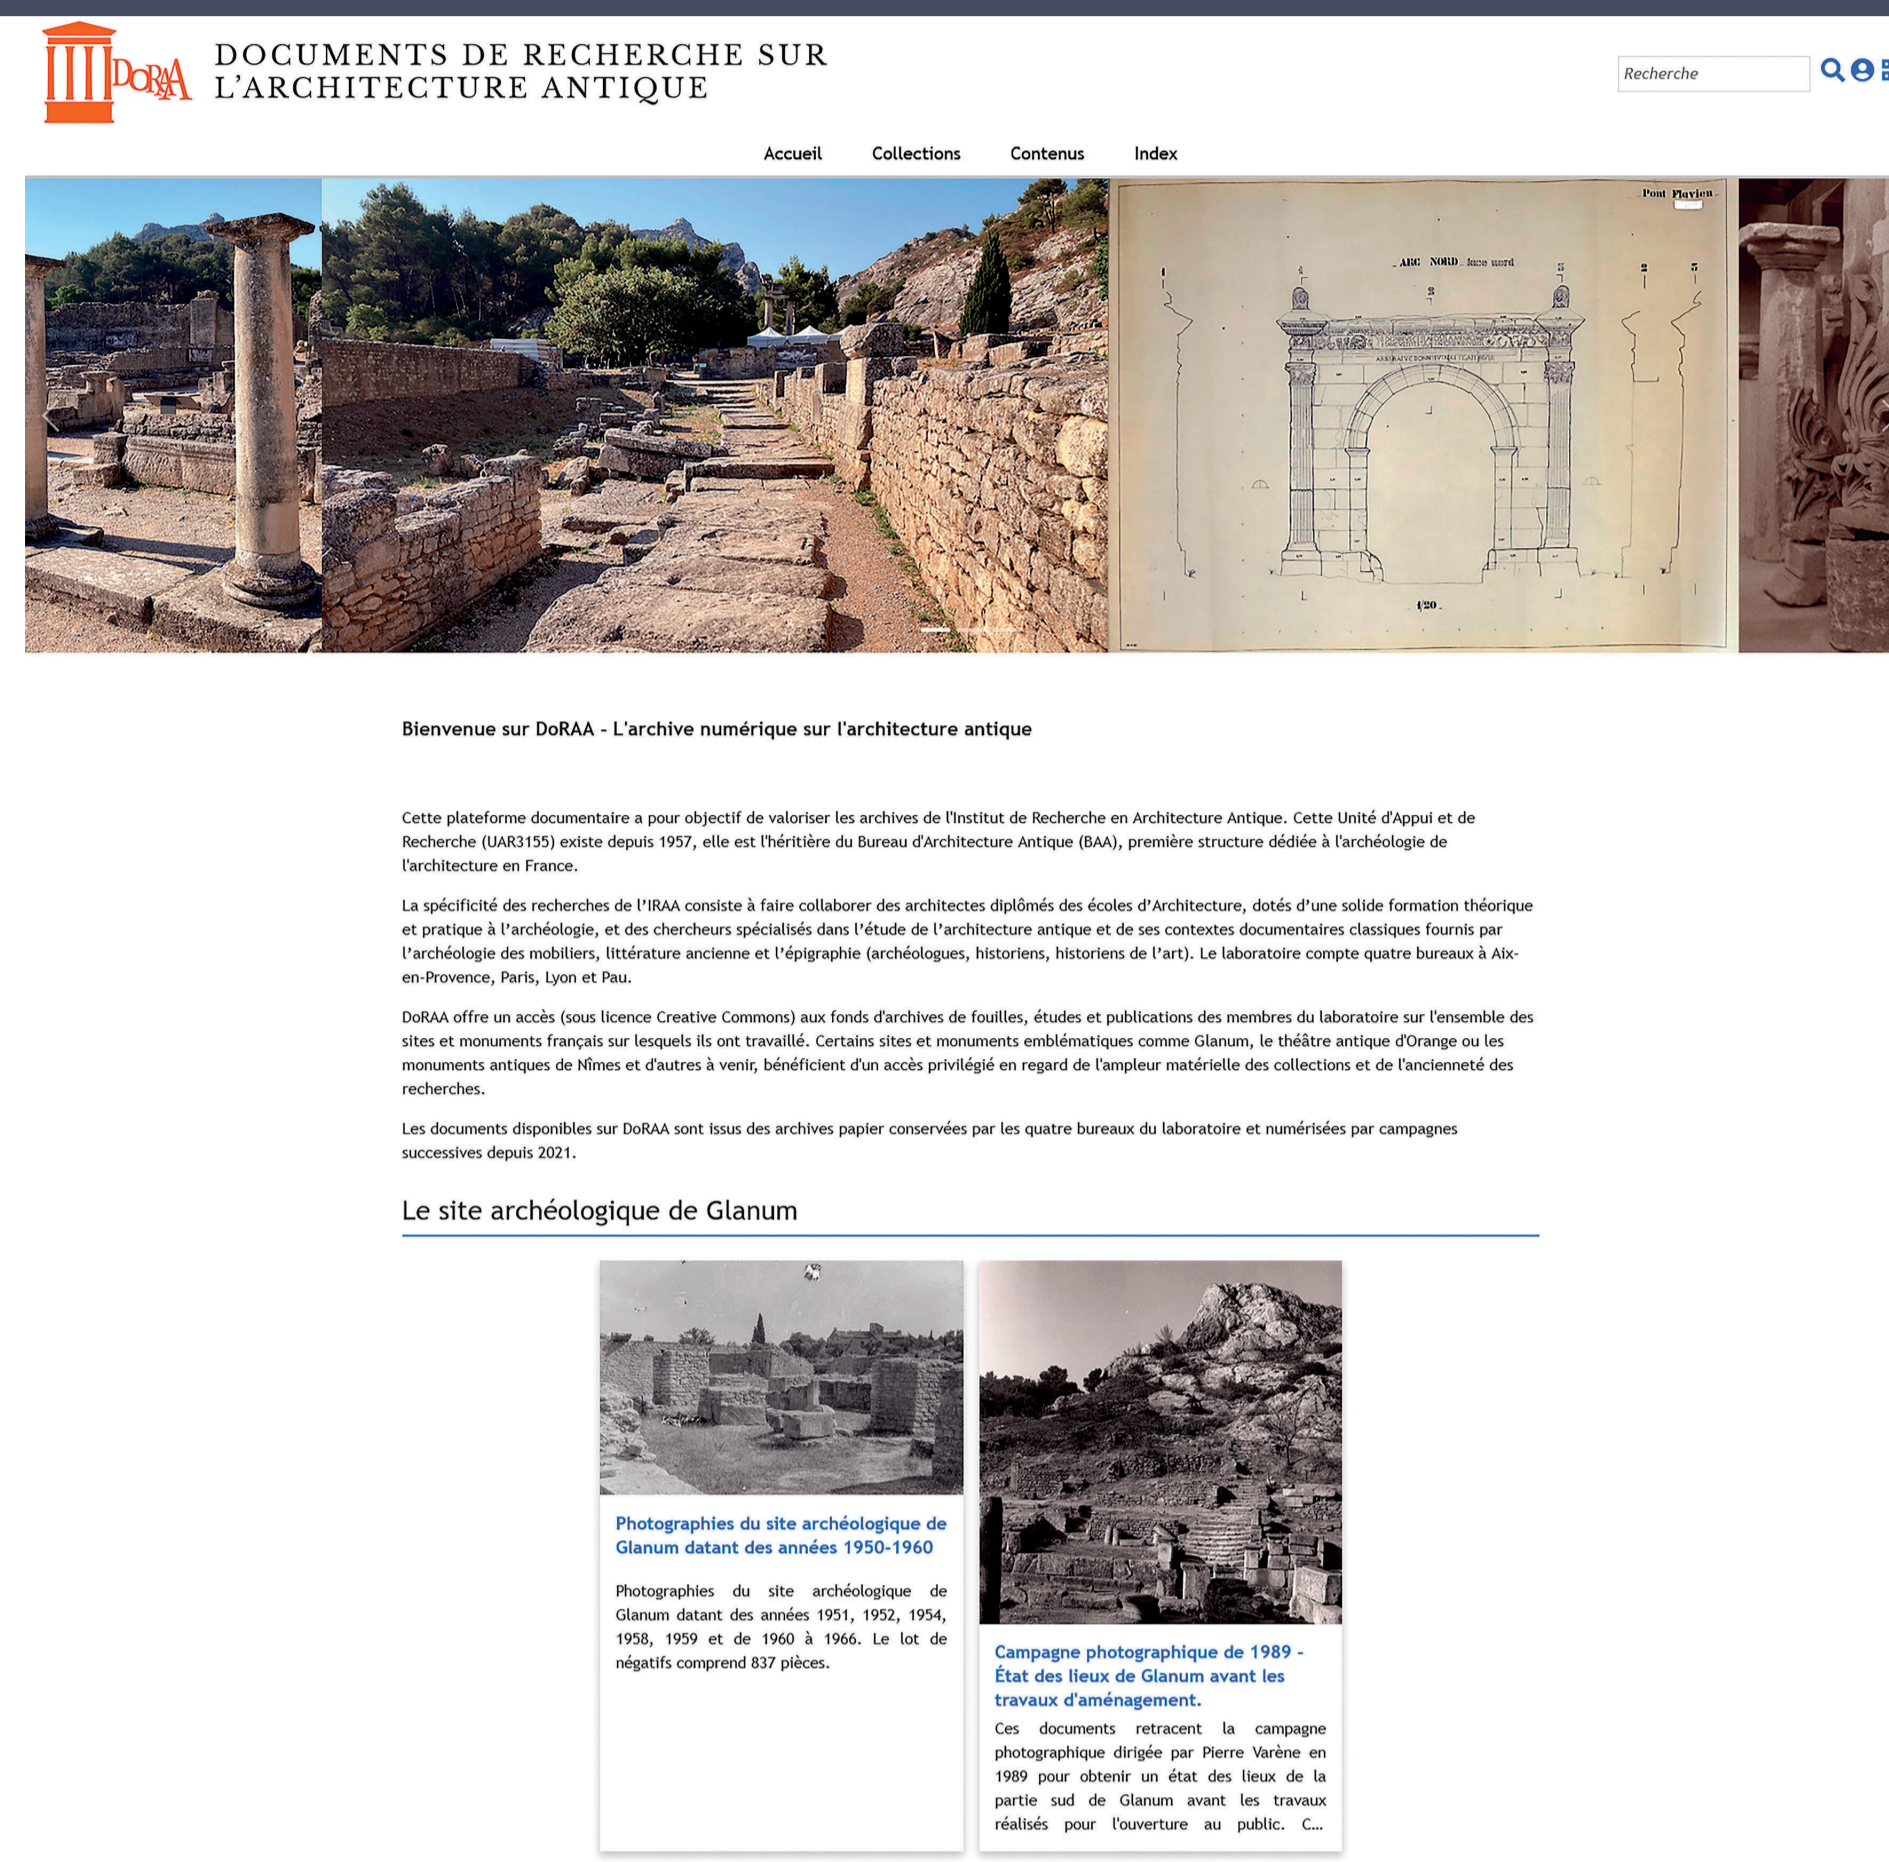 DORAA
DOCUMENTS DE RECHERCHE SUR
L’ARCHITECTURE ANTIQUE
Recherche
Accueil Collections Contenus Index
Pont Flavien
ARC NORD face nord
1/20
Bienvenue sur DoRAA - L'archive numérique sur l'architecture antique
Cette plateforme documentaire a pour objectif de valoriser les archives de l'Institut de Recherche en Architecture Antique. Cette Unité d'Appui et de
Recherche (UAR3155) existe depuis 1957, elle est l'héritière du Bureau d'Architecture Antique (BAA), première structure dédiée à l'archéologie de
l'architecture en France.
La spécificité des recherches de l’IRAA consiste à faire collaborer des architectes diplômés des écoles d’Architecture, dotés d’une solide formation théorique
et pratique à l’archéologie, et des chercheurs spécialisés dans l’étude de l’architecture antique et de ses contextes documentaires classiques fournis par
l’archéologie des mobiliers, littérature ancienne et l’épigraphie (archéologues, historiens, historiens de l’art). Le laboratoire compte quatre bureaux à Aix-
en-Provence, Paris, Lyon et Pau.
DoRAA offre un accès (sous licence Creative Commons) aux fonds d'archives de fouilles, études et publications des membres du laboratoire sur l'ensemble des
sites et monuments français sur lesquels ils ont travaillé. Certains sites et monuments emblématiques comme Glanum, le théâtre antique d'Orange ou les
monuments antiques de Nîmes et d'autres à venir, bénéficient d'un accès privilégié en regard de l'ampleur matérielle des collections et de l'ancienneté des
recherches.
Les documents disponibles sur DoRAA sont issus des archives papier conservées par les quatre bureaux du laboratoire et numérisées par campagnes
successives depuis 2021.
Le site archéologique de Glanum
Photographies du site archéologique de
Glanum datant des années 1950-1960
Photographies du site archéologique de
Glanum datant des années 1951, 1952, 1954,
1958, 1959 et de 1960 à 1966. Le lot de
négatifs comprend 837 pièces.
Campagne photographique de 1989 -
État des lieux de Glanum avant les
travaux d'aménagement.
Ces documents retracent la campagne
photographique dirigée par Pierre Varène en
1989 pour obtenir un état des lieux de la
partie sud de Glanum avant les travaux
réalisés pour l'ouverture au public. C...